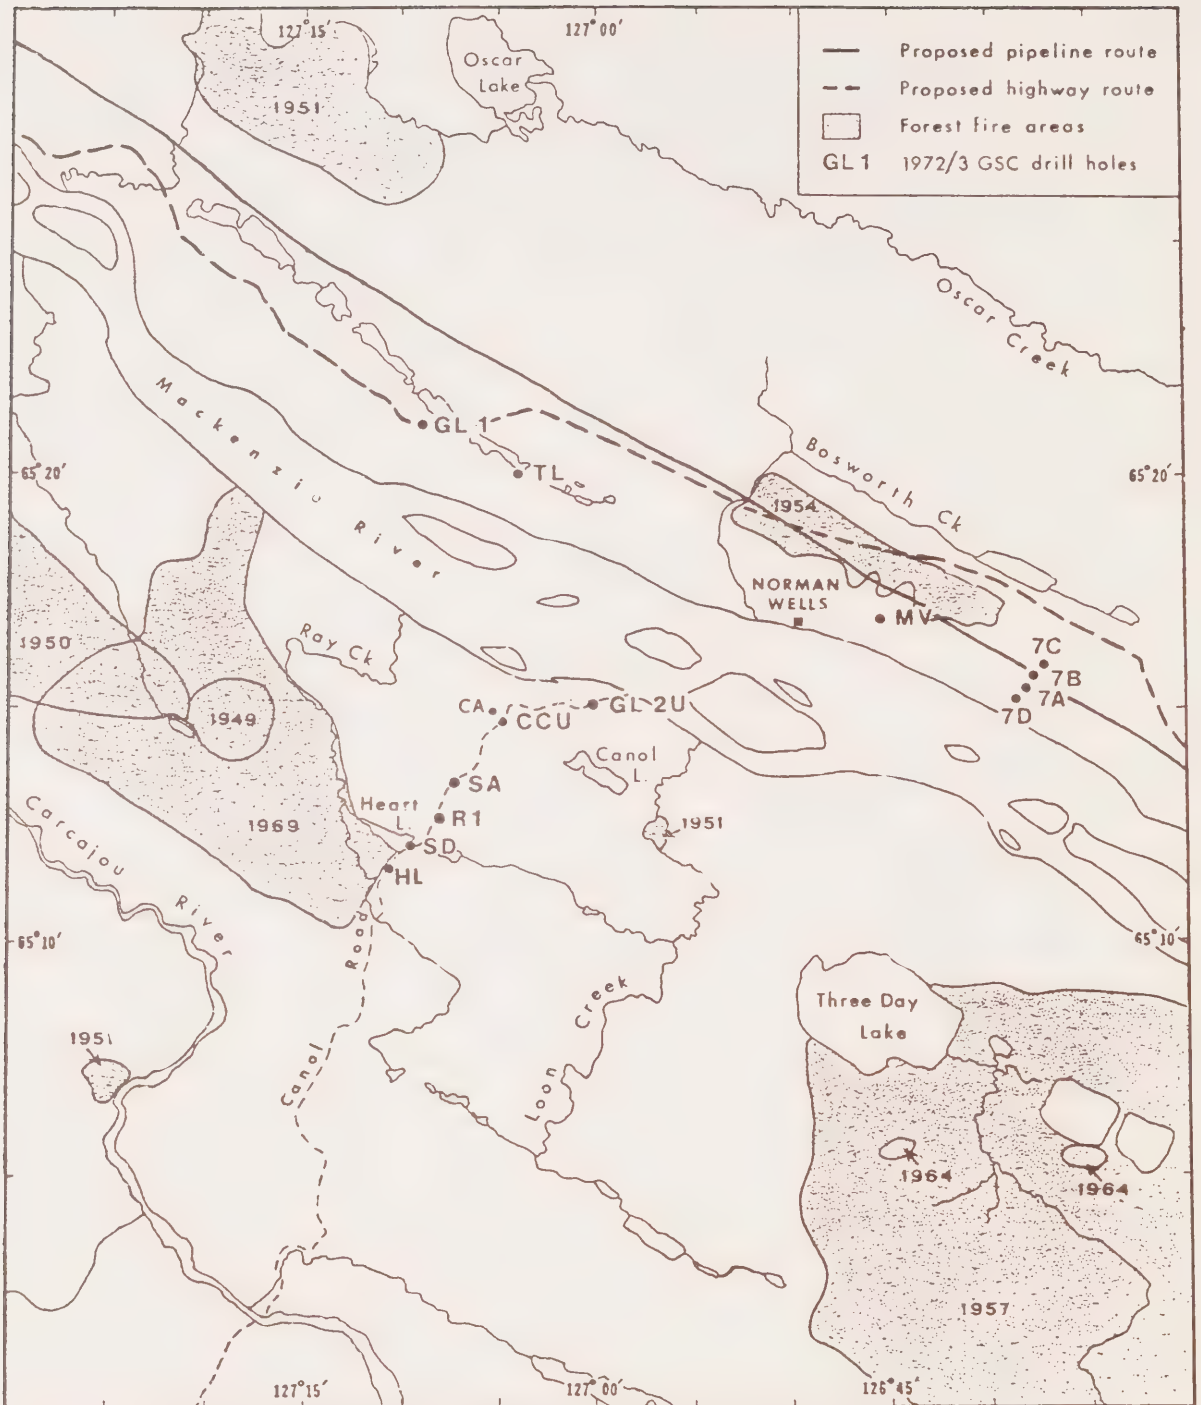 127°15′
127°00′
Proposed pipeline route
Proposed highway route
Forest fire areas
GL 1 1972/3 GSC drill holes
Oscar
Lake
1951
Oscar Creek
Mackenzie River
GL 1
TL
65°20′
65°20′
Bosworth Ck
1954
NORMAN
WELLS
MV
7C
7B
7A
7D
1950
Ray Ck
1949
CA
CCU
GL 2U
Canol
L.
SA
R1
Heart
L.
SD
HL
1951
1969
Carcajou River
65°10′
65°10′
Canol Road
Loon Creek
Three Day
Lake
1951
1964
1964
1957
127°15′
127°00′
126°45′